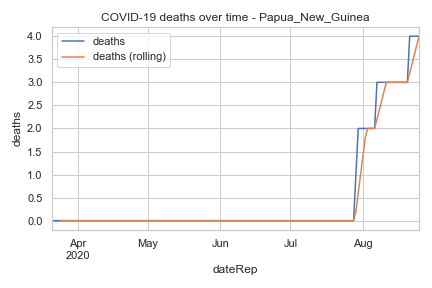 COVID-19 deaths over time - Papua_New_Guinea
deaths
deaths (rolling)
4.0
3.5
3.0
2.5
2.0
1.5
1.0
0.5
0.0
deaths
Apr
2020
May
Jun
Jul
Aug
dateRep